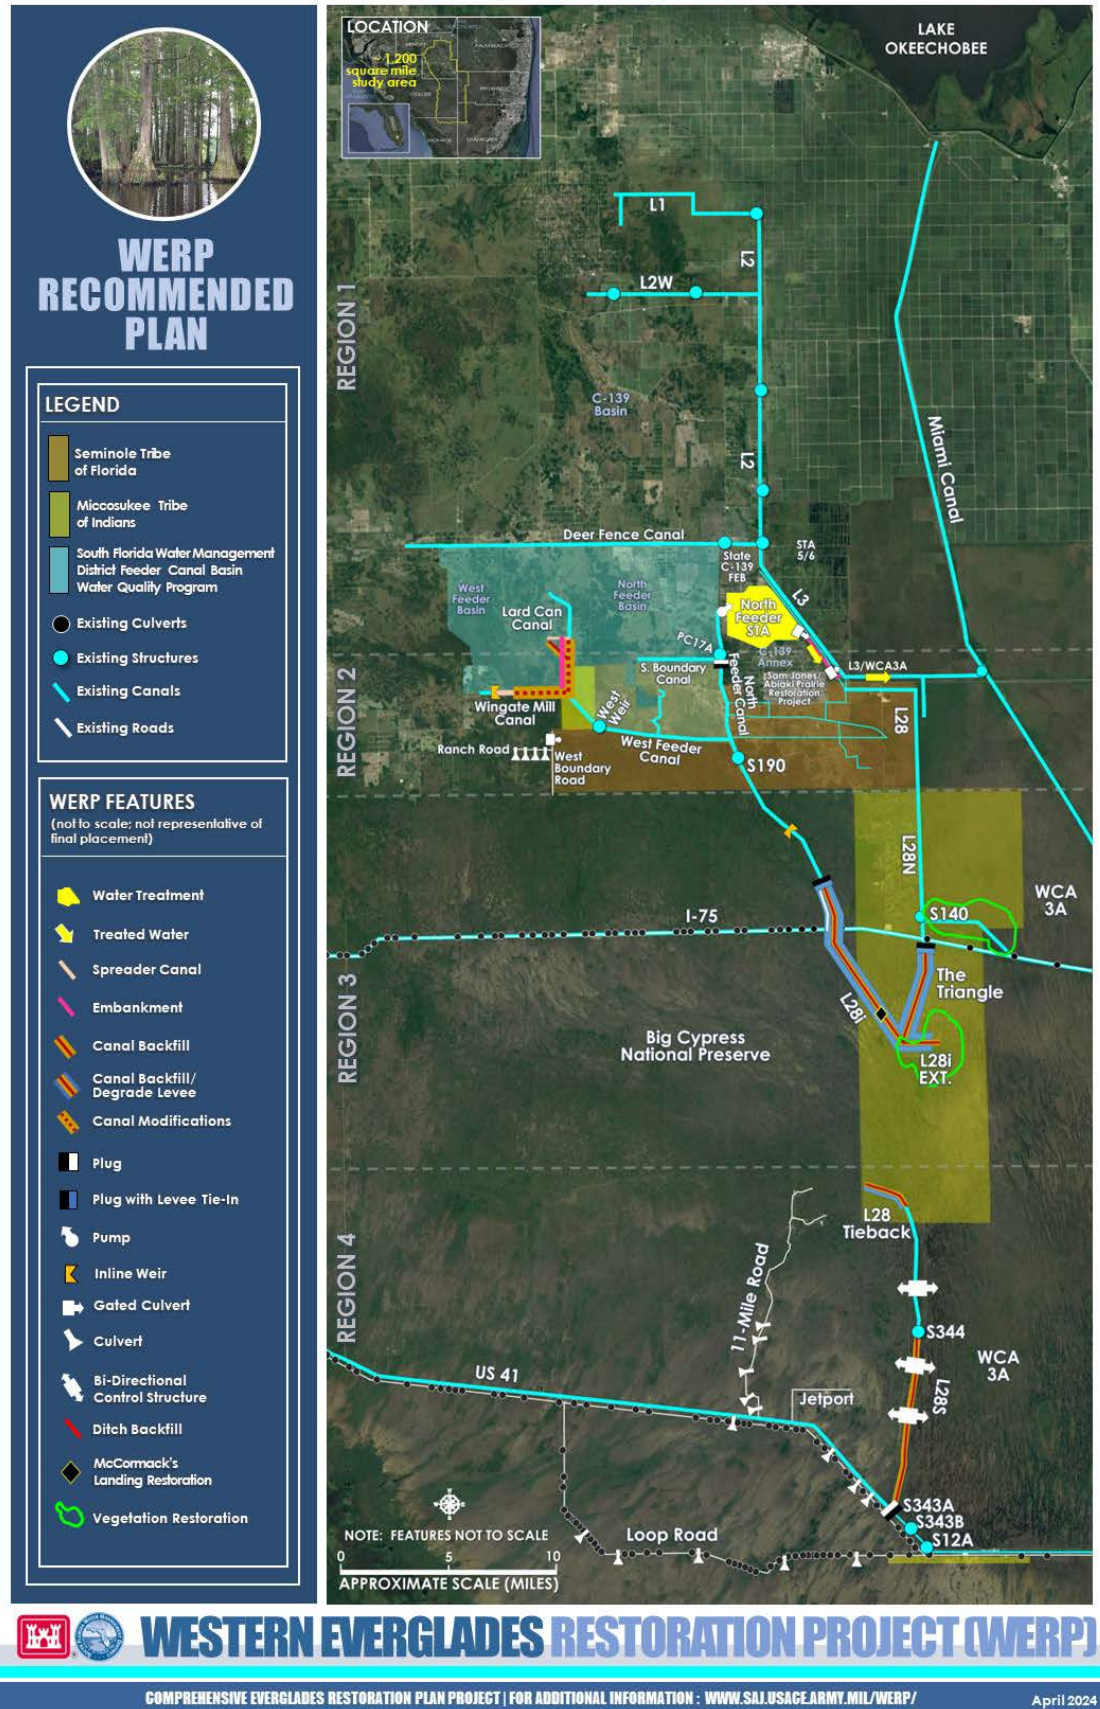 WERP
RECOMMENDED
PLAN
LEGEND
Seminole Tribe
of Florida
Miccosukee Tribe
of Indians
South Florida Water Management
District Feeder Canal Basin
Water Quality Program
Existing Culverts
Existing Structures
Existing Canals
Existing Roads
WERP FEATURES
(not to scale; not representative of
final placement)
Water Treatment
Treated Water
Spreader Canal
Embankment
Canal Backfill
Canal Backfill/
Degrade Levee
Canal Modifications
Plug
Plug with Levee Tie-In
Pump
Inline Weir
Gated Culvert
Culvert
Bi-Directional
Control Structure
Ditch Backfill
McCormack's
Landing Restoration
Vegetation Restoration
LOCATION
~ 1,200
square mile
study area
LAKE
OKEECHOBEE
REGION 1
L1
L2
L2W
C-139
Basin
L2
Miami Canal
Deer Fence Canal
State
C-139
FEB
STA
5/6
L3
West
Feeder
Basin
North
Feeder
Basin
Lard Can
Canal
North
Feeder
STA
PC17A
C-139
Annex
L3/WCA3A
REGION 2
S. Boundary
Canal
North
Feeder Canal
Sam Jones/
Abiaki Prairie
Restoration
Project
Wingate Mill
Canal
West
Weir
L28
Ranch Road
West
Boundary
Road
West Feeder
Canal
S190
L28N
WCA
3A
S140
I-75
REGION 3
The
Triangle
L28i
Big Cypress
National Preserve
L28i
EXT.
REGION 4
L28
Tieback
11-Mile Road
S344
WCA
3A
US 41
Jetport
L28S
S343A
S343B
S12A
Loop Road
NOTE: FEATURES NOT TO SCALE
0 5 10
APPROXIMATE SCALE (MILES)
WESTERN EVERGLADES RESTORATION PROJECT (WERP)
COMPREHENSIVE EVERGLADES RESTORATION PLAN PROJECT | FOR ADDITIONAL INFORMATION : WWW.SAJ.USACE.ARMY.MIL/WERP/
April 2024